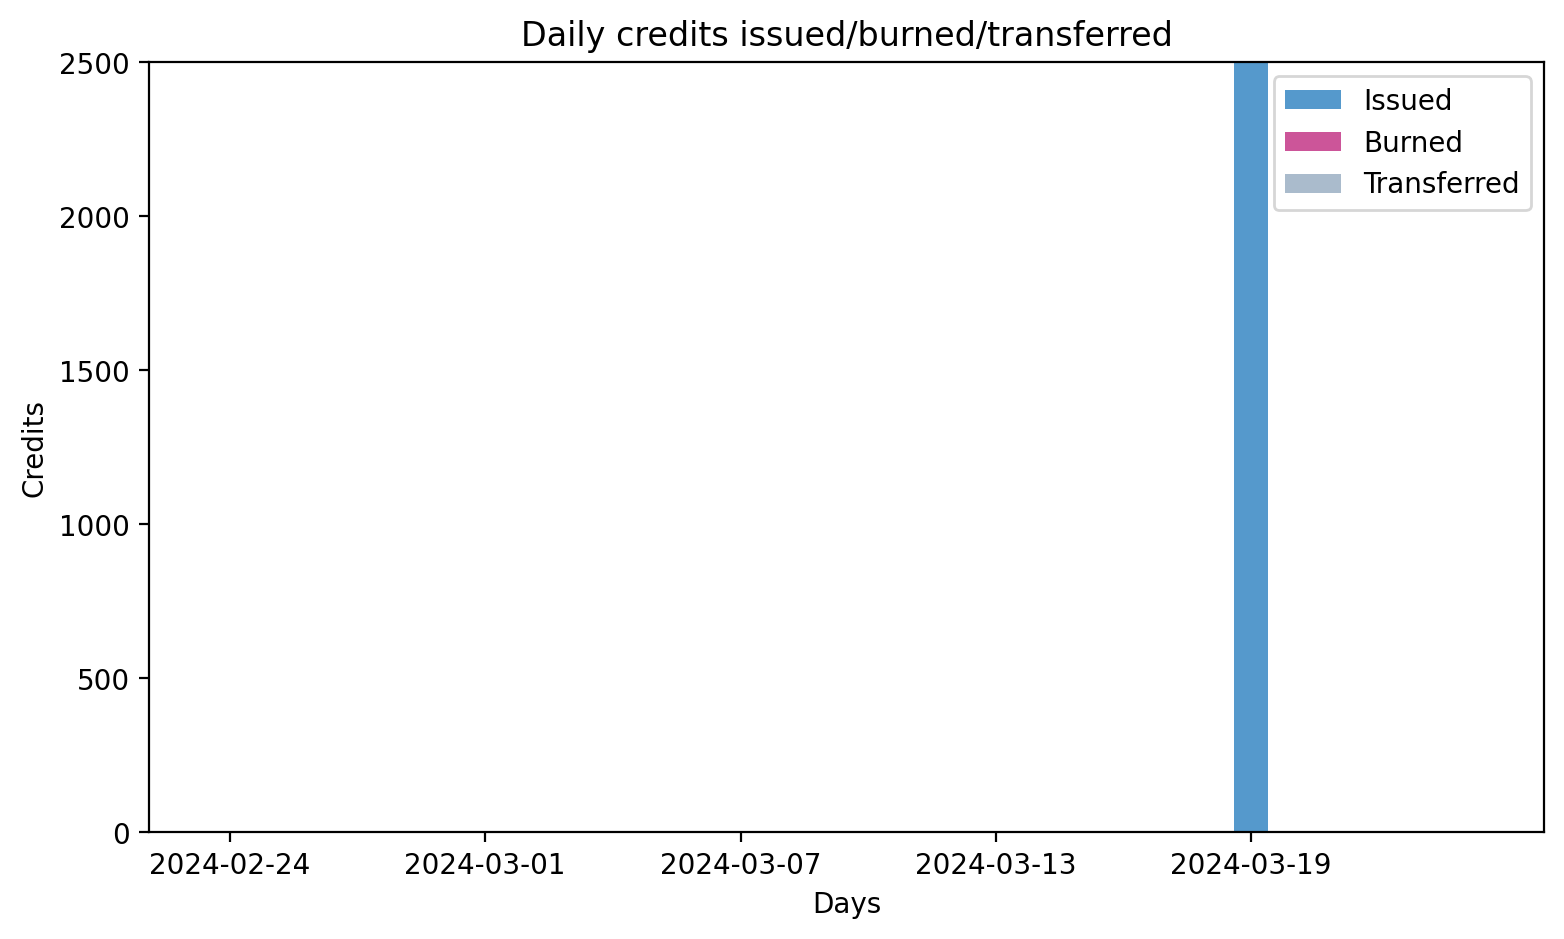 Daily credits issued/burned/transferred
2500
2000
1500
1000
500
0
Credits
Issued
Burned
Transferred
2024-02-24
2024-03-01
2024-03-07
2024-03-13
2024-03-19
Days